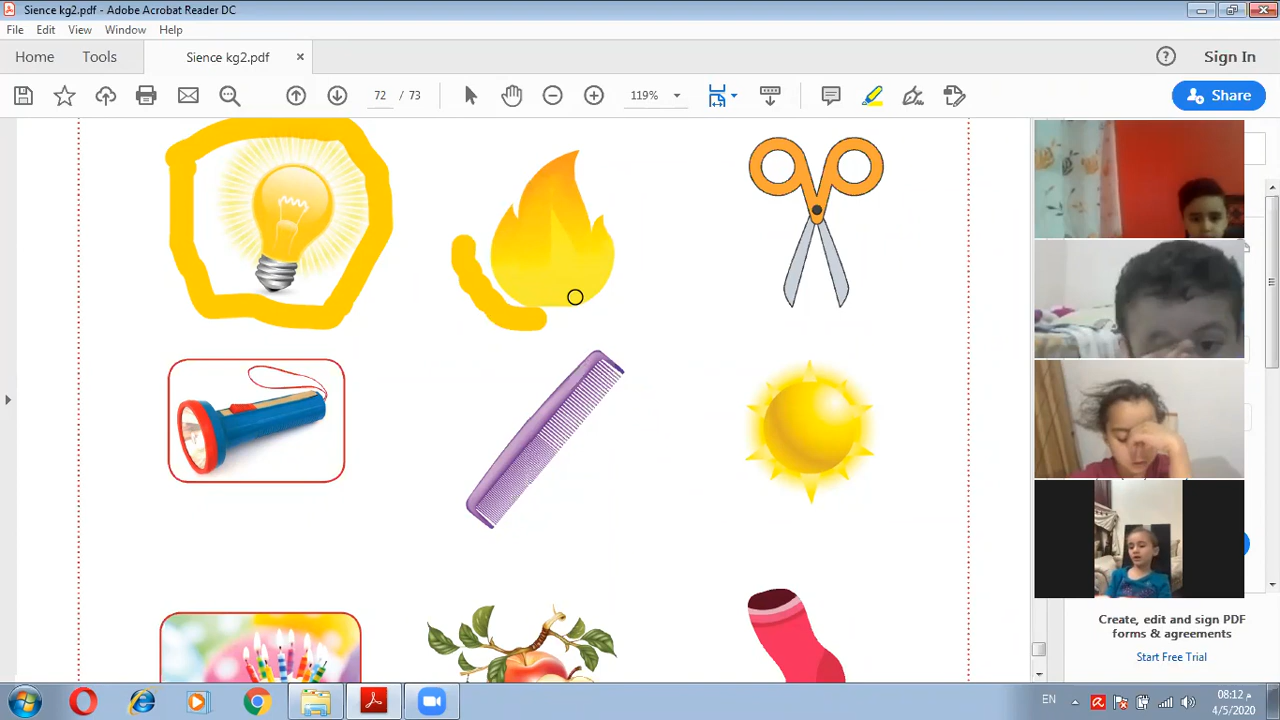 Sience kg2.pdf - Adobe Acrobat Reader DC
File Edit View Window Help
Home Tools Sience kg2.pdf × ? Sign In
72 / 73 119% Share
Create, edit and sign PDF
forms & agreements
Start Free Trial
EN 08:12 م
4/5/2020